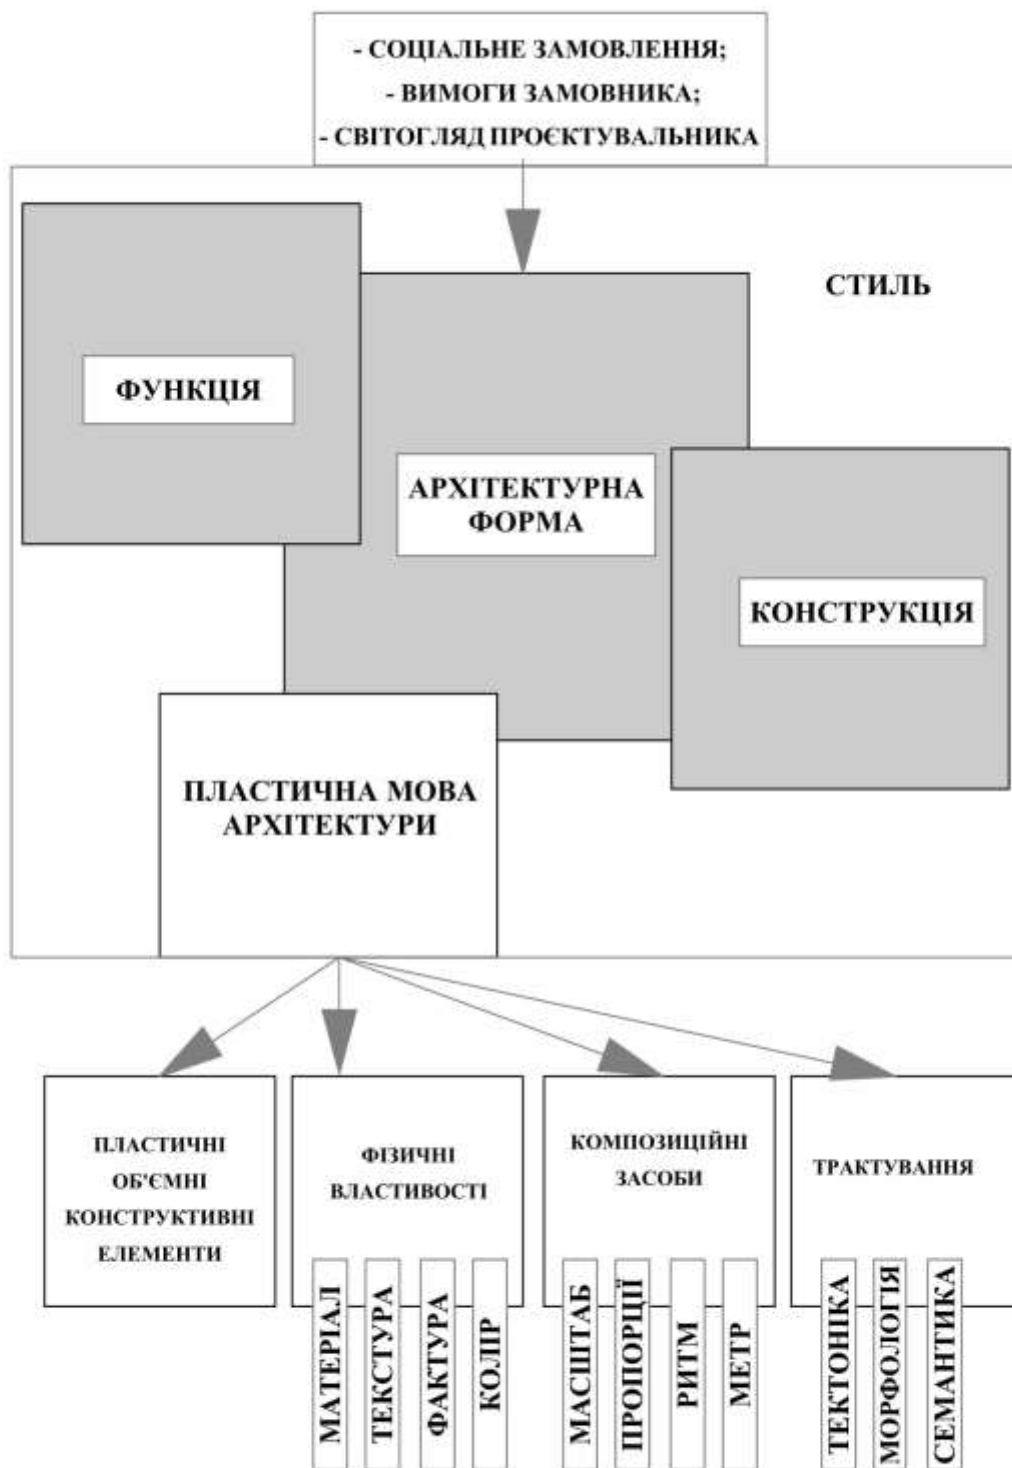 - СОЦІАЛЬНЕ ЗАМОВЛЕННЯ;
- ВИМОГИ ЗАМОВНИКА;
- СВІТОГЛЯД ПРОЄКТУВАЛЬНИКА
СТИЛЬ
ФУНКЦІЯ
АРХІТЕКТУРНА
ФОРМА
КОНСТРУКЦІЯ
ПЛАСТИЧНА МОВА
АРХІТЕКТУРИ
ПЛАСТИЧНІ
ОБ'ЄМНІ
КОНСТРУКТИВНІ
ЕЛЕМЕНТИ
ФІЗИЧНІ
ВЛАСТИВОСТІ
МАТЕРІАЛ
ТЕКСТУРА
ФАКТУРА
КОЛІР
КОМПОЗИЦІЙНІ
ЗАСОБИ
МАСШТАБ
ПРОПОРЦІЇ
РИТМ
МЕТР
ТРАКТУВАННЯ
ТЕКТОНІКА
МОРФОЛОГІЯ
СЕМАНТИКА